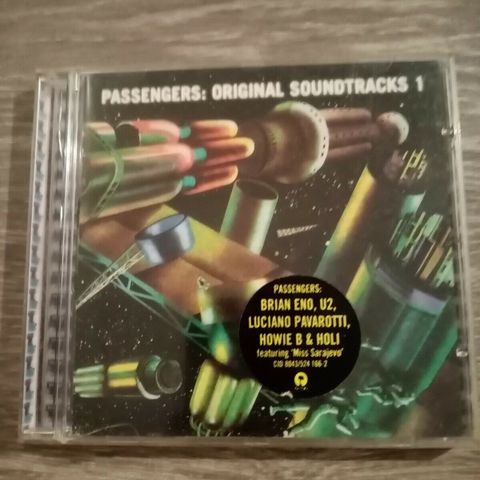 PASSENGERS: ORIGINAL SOUNDTRACKS 1
PASSENGERS:
BRIAN ENO, U2,
LUCIANO PAVAROTTI,
HOWIE B & HOLI
featuring 'Miss Sarajevo'
CID 8043/524 166-2